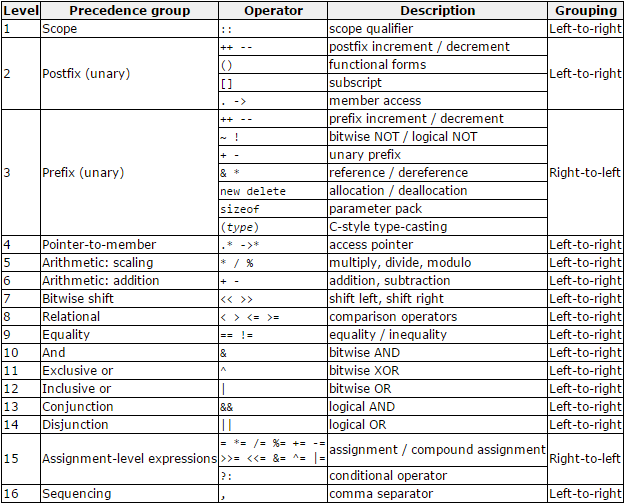 Level Precedence group Operator Description Grouping
1 Scope :: scope qualifier Left-to-right
2 Postfix (unary) ++ -- postfix increment / decrement Left-to-right
() functional forms
[] subscript
. -> member access
3 Prefix (unary) ++ -- prefix increment / decrement Right-to-left
~ ! bitwise NOT / logical NOT
+ - unary prefix
& * reference / dereference
new delete allocation / deallocation
sizeof parameter pack
(type) C-style type-casting
4 Pointer-to-member .* ->* access pointer Left-to-right
5 Arithmetic: scaling * / % multiply, divide, modulo Left-to-right
6 Arithmetic: addition + - addition, subtraction Left-to-right
7 Bitwise shift << >> shift left, shift right Left-to-right
8 Relational < > <= >= comparison operators Left-to-right
9 Equality == != equality / inequality Left-to-right
10 And & bitwise AND Left-to-right
11 Exclusive or ^ bitwise XOR Left-to-right
12 Inclusive or | bitwise OR Left-to-right
13 Conjunction && logical AND Left-to-right
14 Disjunction || logical OR Left-to-right
15 Assignment-level expressions = *= /= %= += -= assignment / compound assignment Right-to-left
>>= <<= &= ^= |=
?: conditional operator
16 Sequencing , comma separator Left-to-right